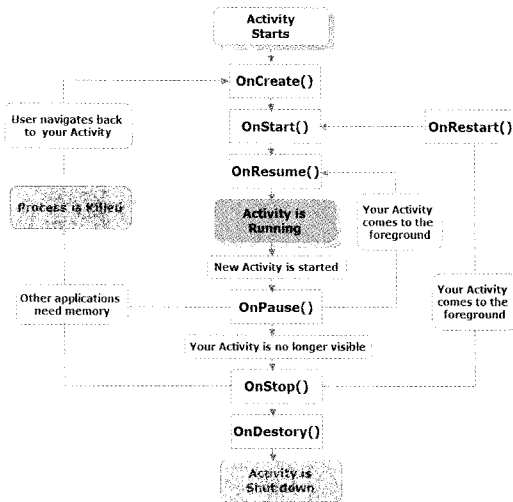 Activity
Starts
OnCreate()
User navigates back
to your Activity
OnStart()
OnRestart()
OnResume()
Process is Killed
Activity is
Running
Your Activity
comes to the
foreground
New Activity is started
Other applications
need memory
OnPause()
Your Activity
comes to the
foreground
Your Activity is no longer visible
OnStop()
OnDestory()
Activity is
Shut down